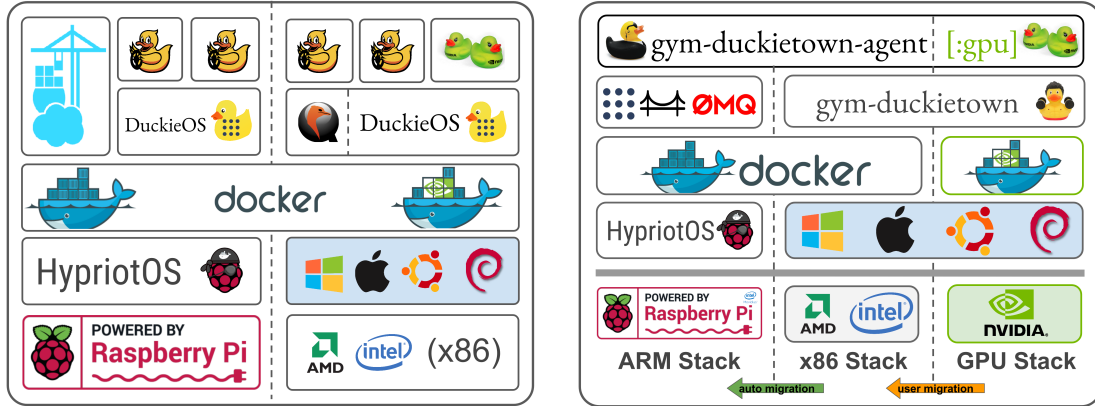 DuckieOS
DuckieOS
docker
HypriotOS
POWERED BY
Raspberry Pi
AMD
intel
(x86)
gym-duckietown-agent
[:gpu]
ØMQ
gym-duckietown
docker
HypriotOS
POWERED BY
Raspberry Pi
AMD
intel
NVIDIA.
ARM Stack
x86 Stack
GPU Stack
auto migration
user migration